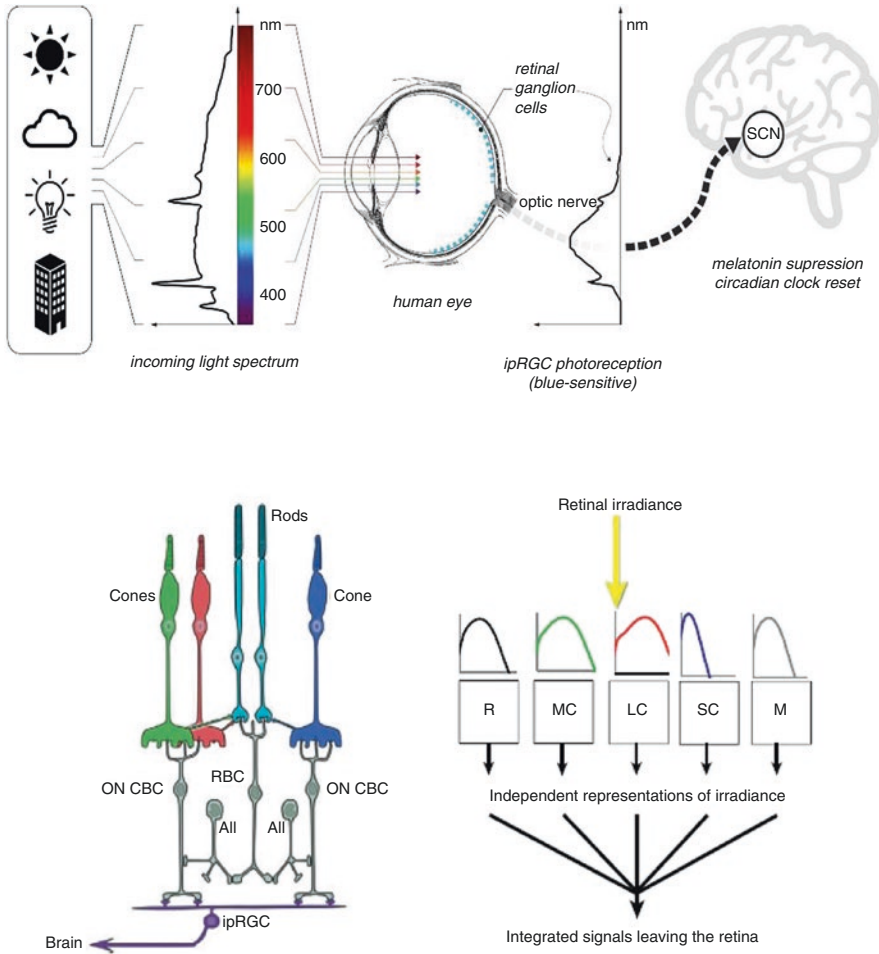 nm
700
600
500
400
incoming light spectrum
human eye
retinal
ganglion
cells
optic nerve
nm
ipRGC photoreception
(blue-sensitive)
SCN
melatonin supression
circadian clock reset
Rods
Cones
Cone
ON CBC
RBC
ON CBC
All
All
ipRGC
Brain
Retinal irradiance
R
MC
LC
SC
M
Independent representations of irradiance
Integrated signals leaving the retina